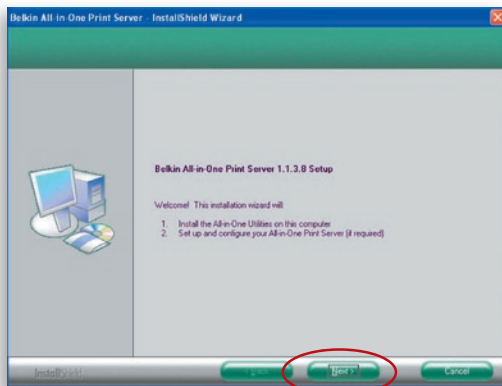 Belkin All-in-One Print Server - InstallShield Wizard
Belkin All-in-One Print Server 1.1.3.8 Setup
Welcome! This installation wizard will:
1. Install the All-in-One Utilities on this computer
2. Set up and configure your All-in-One Print Server (if required)
InstallShield
< Back
Next >
Cancel